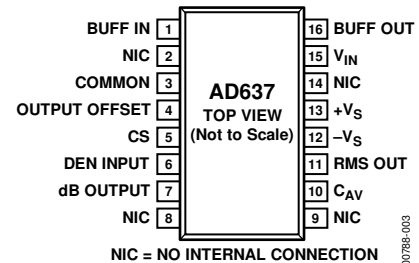 BUFF IN 1
NIC 2
COMMON 3
OUTPUT OFFSET 4
CS 5
DEN INPUT 6
dB OUTPUT 7
NIC 8
AD637
TOP VIEW
(Not to Scale)
16 BUFF OUT
15 VIN
14 NIC
13 +VS
12 –VS
11 RMS OUT
10 CAV
9 NIC
NIC = NO INTERNAL CONNECTION
00788-003